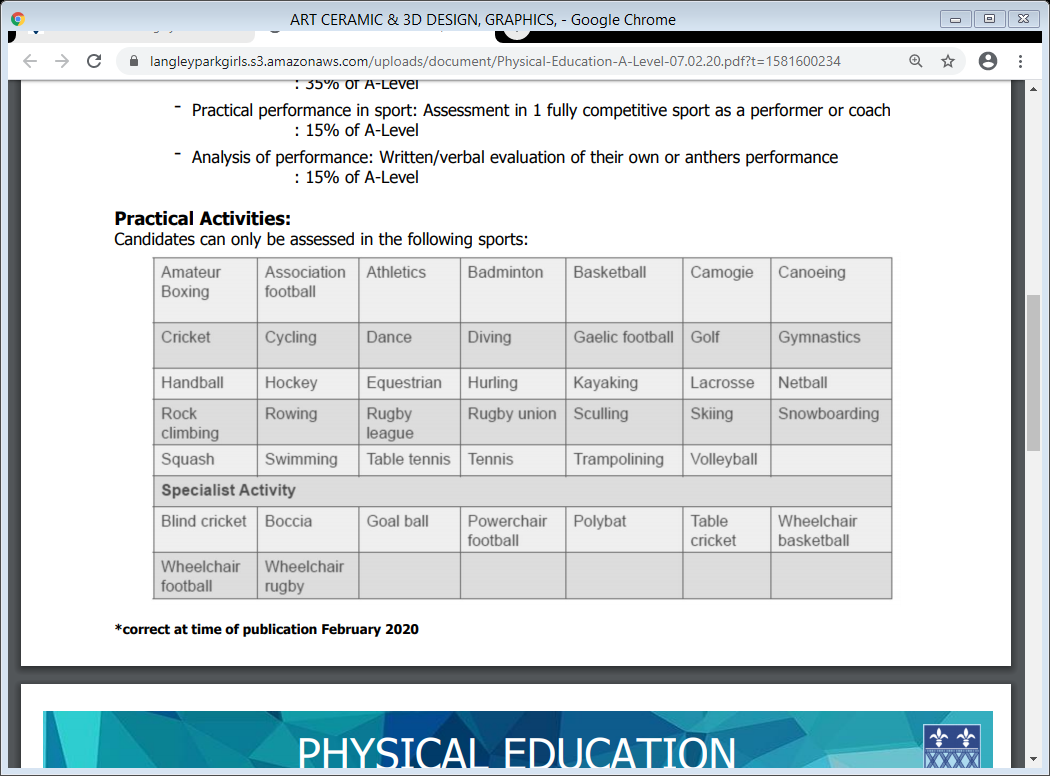 ART CERAMIC & 3D DESIGN, GRAPHICS, - Google Chrome
langleyparkgirls.s3.amazonaws.com/uploads/document/Physical-Education-A-Level-07.02.20.pdf?t=1581600234
: 35% of A-Level
- Practical performance in sport: Assessment in 1 fully competitive sport as a performer or coach
: 15% of A-Level
- Analysis of performance: Written/verbal evaluation of their own or anthers performance
: 15% of A-Level
Practical Activities:
Candidates can only be assessed in the following sports:
Amateur Boxing Association football Athletics Badminton Basketball Camogie Canoeing
Cricket Cycling Dance Diving Gaelic football Golf Gymnastics
Handball Hockey Equestrian Hurling Kayaking Lacrosse Netball
Rock climbing Rowing Rugby league Rugby union Sculling Skiing Snowboarding
Squash Swimming Table tennis Tennis Trampolining Volleyball
Specialist Activity
Blind cricket Boccia Goal ball Powerchair football Polybat Table cricket Wheelchair basketball
Wheelchair football Wheelchair rugby
*correct at time of publication February 2020
PHYSICAL EDUCATION